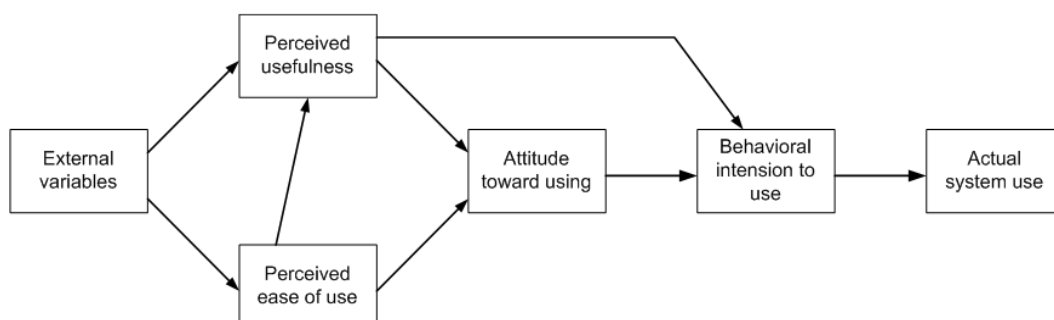 Perceived
usefulness
External
variables
Attitude
toward using
Behavioral
intension to
use
Actual
system use
Perceived
ease of use